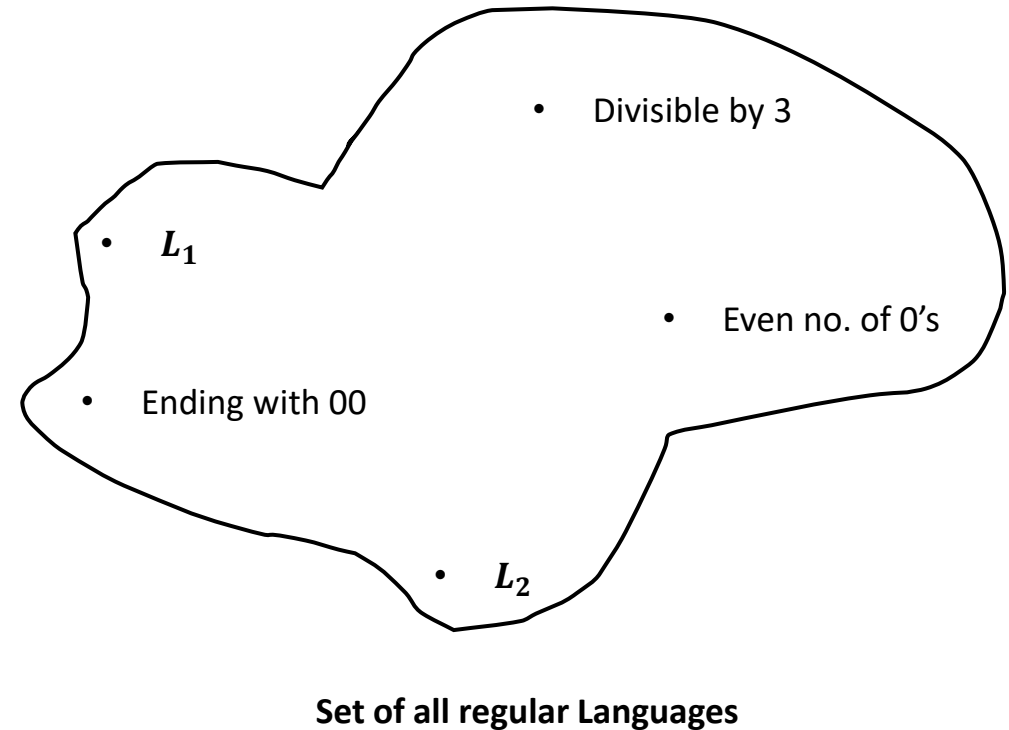 Divisible by 3
L₁
Even no. of 0’s
Ending with 00
L₂
Set of all regular Languages